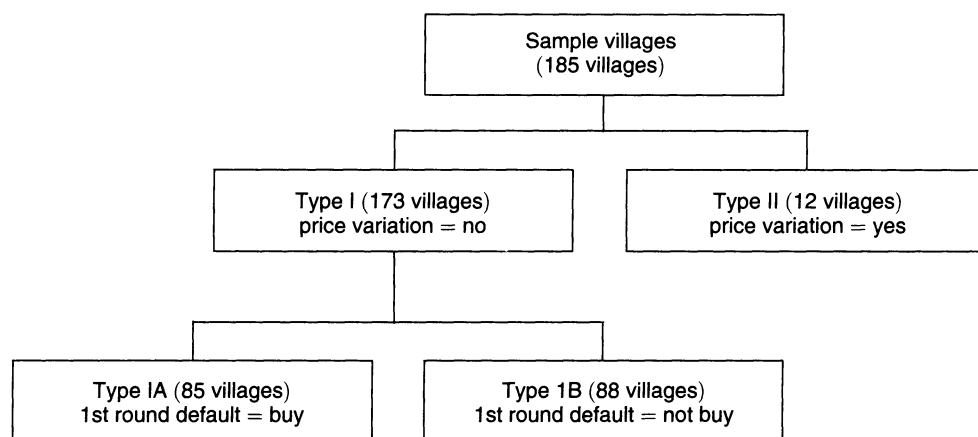 Sample villages
(185 villages)
Type I (173 villages)
price variation = no
Type II (12 villages)
price variation = yes
Type IA (85 villages)
1st round default = buy
Type 1B (88 villages)
1st round default = not buy